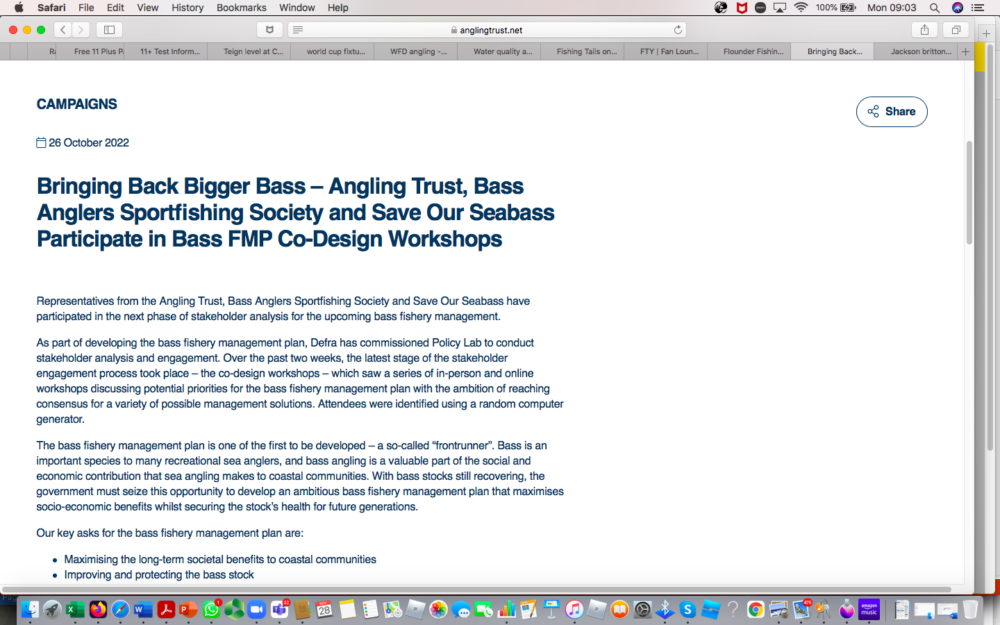 Safari File Edit View History Bookmarks Window Help 100% Mon 09:03
anglingtrust.net
Ra Free 11 Plus P 11+ Test Inform... Teign level at C... world cup fixtu... WFD angling -... Water quality a... Fishing Tails on... FTY | Fan Loun... Flounder Fishin... Bringing Back... Jackson britton...
CAMPAIGNS
Share
26 October 2022
Bringing Back Bigger Bass – Angling Trust, Bass
Anglers Sportfishing Society and Save Our Seabass
Participate in Bass FMP Co-Design Workshops
Representatives from the Angling Trust, Bass Anglers Sportfishing Society and Save Our Seabass have
participated in the next phase of stakeholder analysis for the upcoming bass fishery management.
As part of developing the bass fishery management plan, Defra has commissioned Policy Lab to conduct
stakeholder analysis and engagement. Over the past two weeks, the latest stage of the stakeholder
engagement process took place – the co-design workshops – which saw a series of in-person and online
workshops discussing potential priorities for the bass fishery management plan with the ambition of reaching
consensus for a variety of possible management solutions. Attendees were identified using a random computer
generator.
The bass fishery management plan is one of the first to be developed – a so-called “frontrunner”. Bass is an
important species to many recreational sea anglers, and bass angling is a valuable part of the social and
economic contribution that sea angling makes to coastal communities. With bass stocks still recovering, the
government must seize this opportunity to develop an ambitious bass fishery management plan that maximises
socio-economic benefits whilst securing the stock’s health for future generations.
Our key asks for the bass fishery management plan are:
• Maximising the long-term societal benefits to coastal communities
• Improving and protecting the bass stock
1 22 NOV 28 amazon music